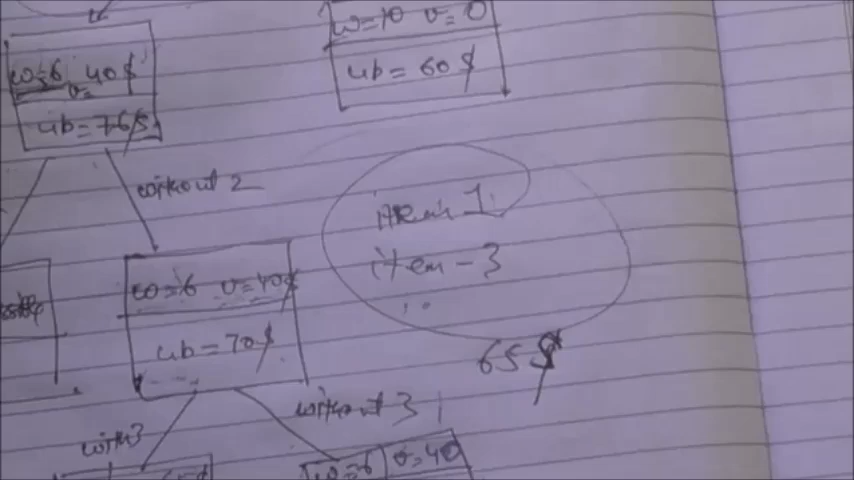 w=10 v=0
ub = 60 $
w=6 v= 40$
ub=76$
without 2
item 1
item - 3
w=6 v=40$
ub=70$
65 $
without 3
with 3
w=6 v=40